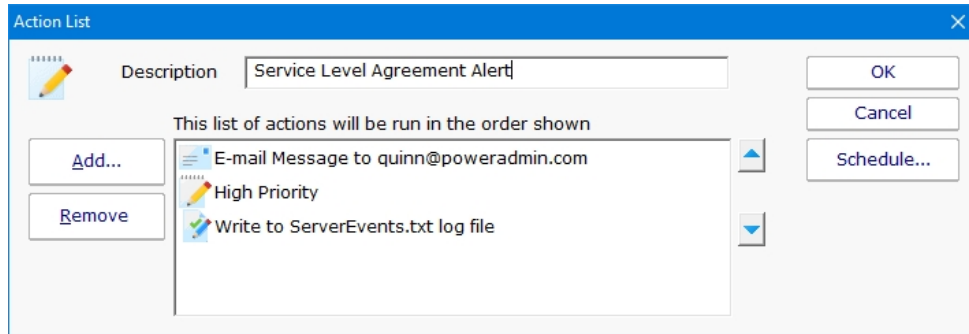 Action List
Description Service Level Agreement Alert OK
Cancel
This list of actions will be run in the order shown
Add... E-mail Message to quinn@poweradmin.com Schedule...
High Priority
Remove
Write to ServerEvents.txt log file